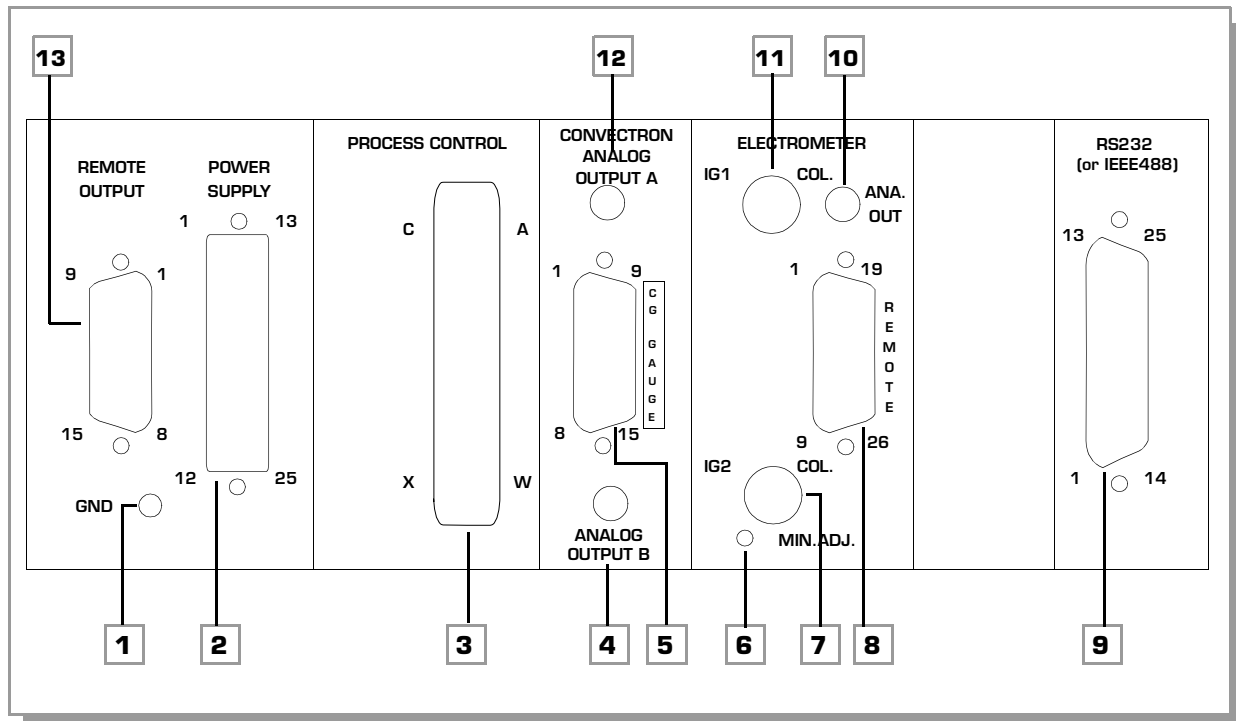 13
12
11
10
REMOTE
OUTPUT
POWER
SUPPLY
1
13
9
1
15
8
12
25
GND
PROCESS CONTROL
C
A
X
W
CONVECTRON
ANALOG
OUTPUT A
1
9
CG GAUGE
8
15
ANALOG
OUTPUT B
ELECTROMETER
IG1
COL.
ANA.
OUT
1
19
REMOTE
9
26
IG2
COL.
MIN.ADJ.
RS232
(or IEEE488)
13
25
1
14
1
2
3
4
5
6
7
8
9